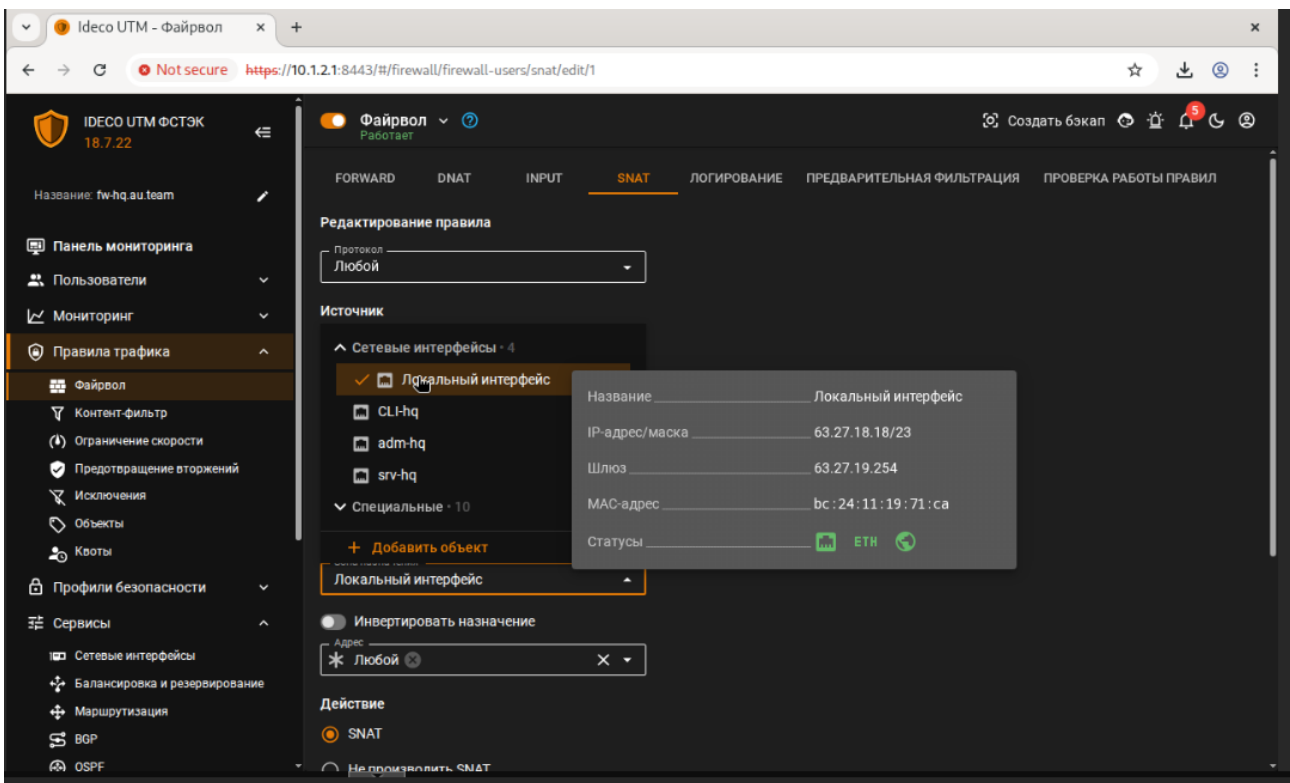 Ideco UTM - Файрвол
Not secure https://10.1.2.1:8443/#/firewall/firewall-users/snat/edit/1
IDECO UTM ФСТЭК
18.7.22
Название: fw-hq.au.team
Панель мониторинга
Пользователи
Мониторинг
Правила трафика
Файрвол
Контент-фильтр
Ограничение скорости
Предотвращение вторжений
Исключения
Объекты
Квоты
Профили безопасности
Сервисы
Сетевые интерфейсы
Балансировка и резервирование
Маршрутизация
BGP
OSPF
Файрвол
Работает
Создать бэкап
5
FORWARD DNAT INPUT SNAT ЛОГИРОВАНИЕ ПРЕДВАРИТЕЛЬНАЯ ФИЛЬТРАЦИЯ ПРОВЕРКА РАБОТЫ ПРАВИЛ
Редактирование правила
Протокол
Любой
Источник
Сетевые интерфейсы · 4
Локальный интерфейс
CLI-hq
adm-hq
srv-hq
Специальные · 10
+ Добавить объект
Название Локальный интерфейс
IP-адрес/маска 63.27.18.18/23
Шлюз 63.27.19.254
MAC-адрес bc:24:11:19:71:ca
Статусы ETH
Локальный интерфейс
Инвертировать назначение
Адрес
Любой
Действие
SNAT
Не производить SNAT